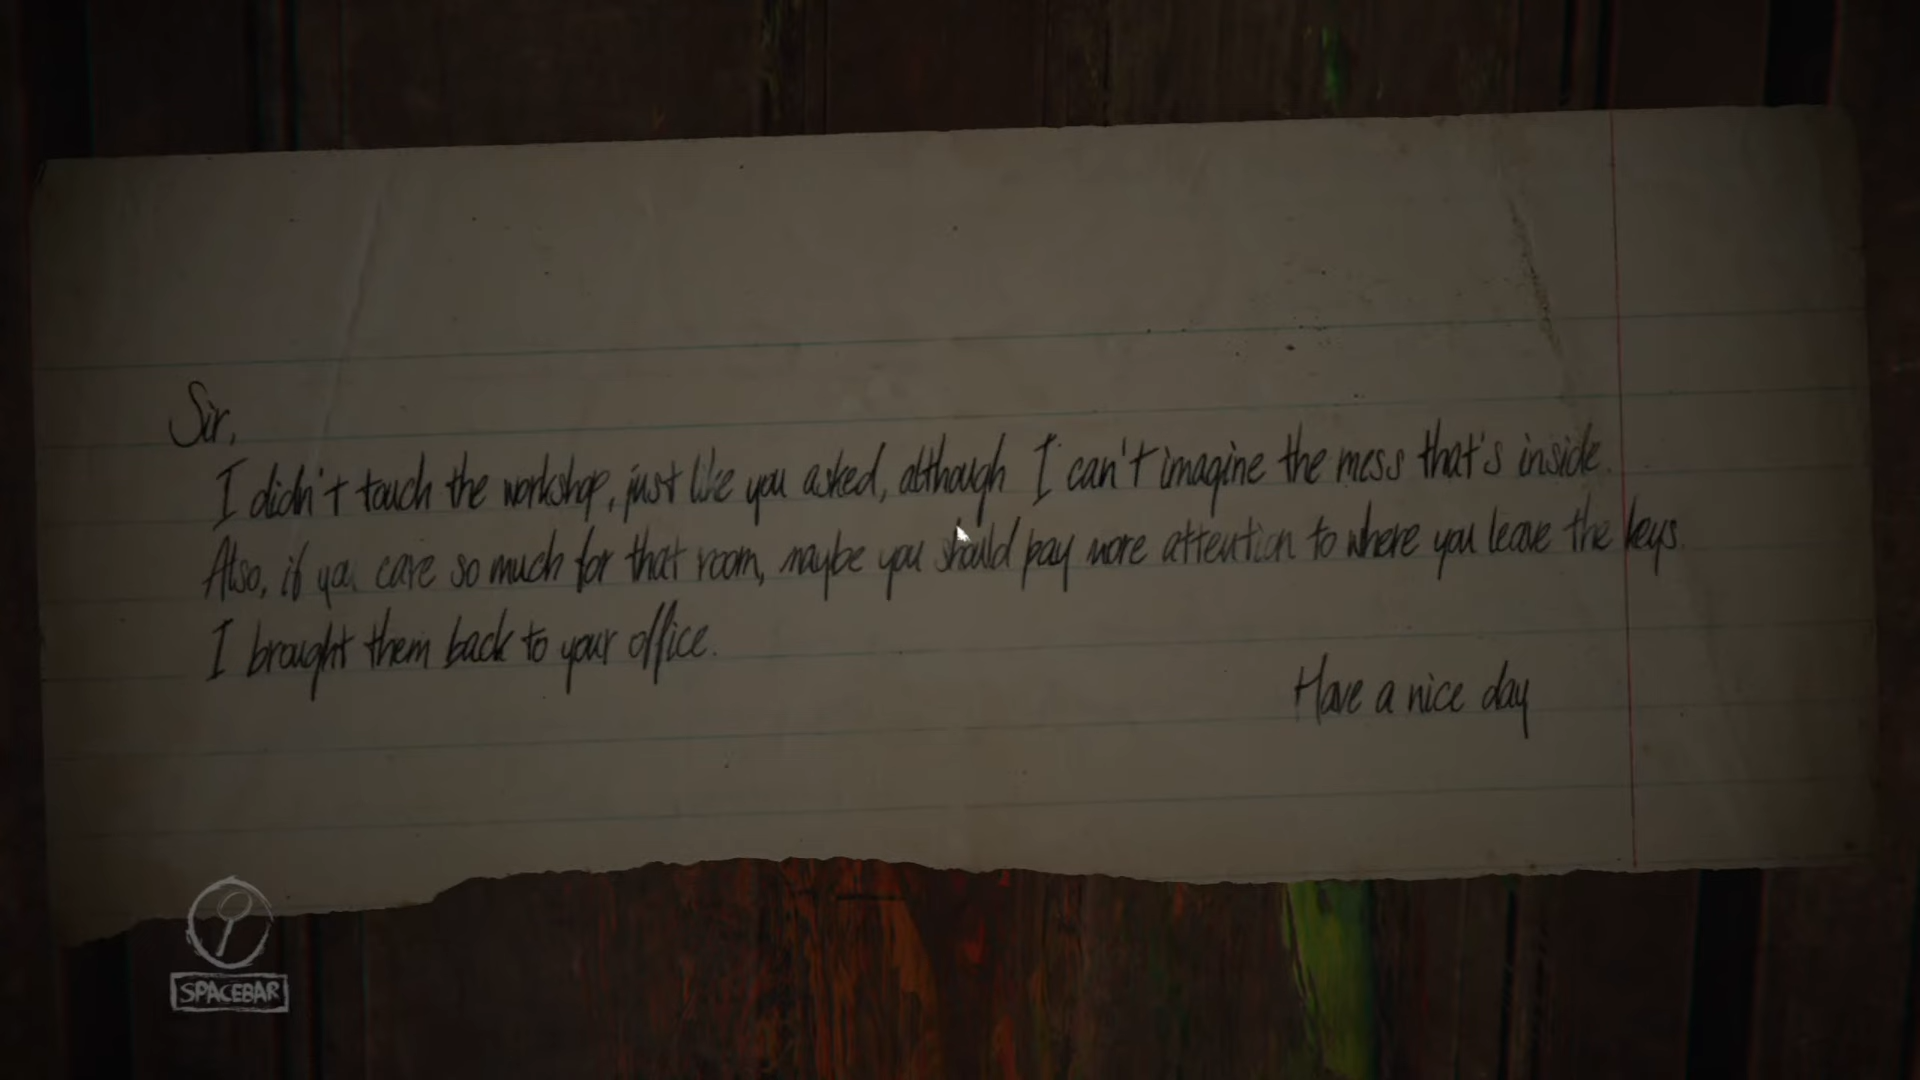 Sir,
I didn't touch the workshop, just like you asked, although I can't imagine the mess that's inside.
Also, if you care so much for that room, maybe you should pay more attention to where you leave the keys.
I brought them back to your office.
Have a nice day
SPACEBAR